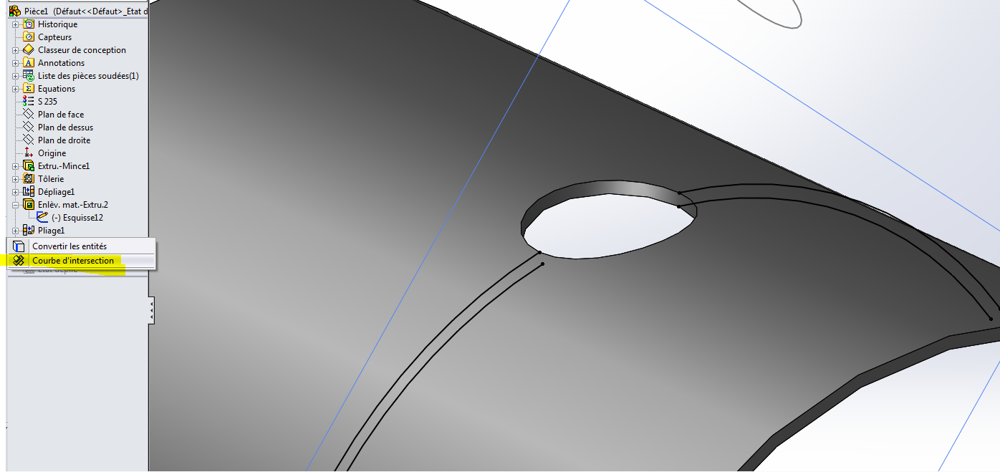 Pièce1 (Défaut<<Défaut>_Etat d
Historique
Capteurs
Classeur de conception
A Annotations
Liste des pièces soudées(1)
Σ Equations
S 235
Plan de face
Plan de dessus
Plan de droite
Origine
Extru.-Mince1
Tôlerie
Dépliage1
Enlèv. mat.-Extru.2
(-) Esquisse12
Pliage1
Convertir les entités
Courbe d'intersection